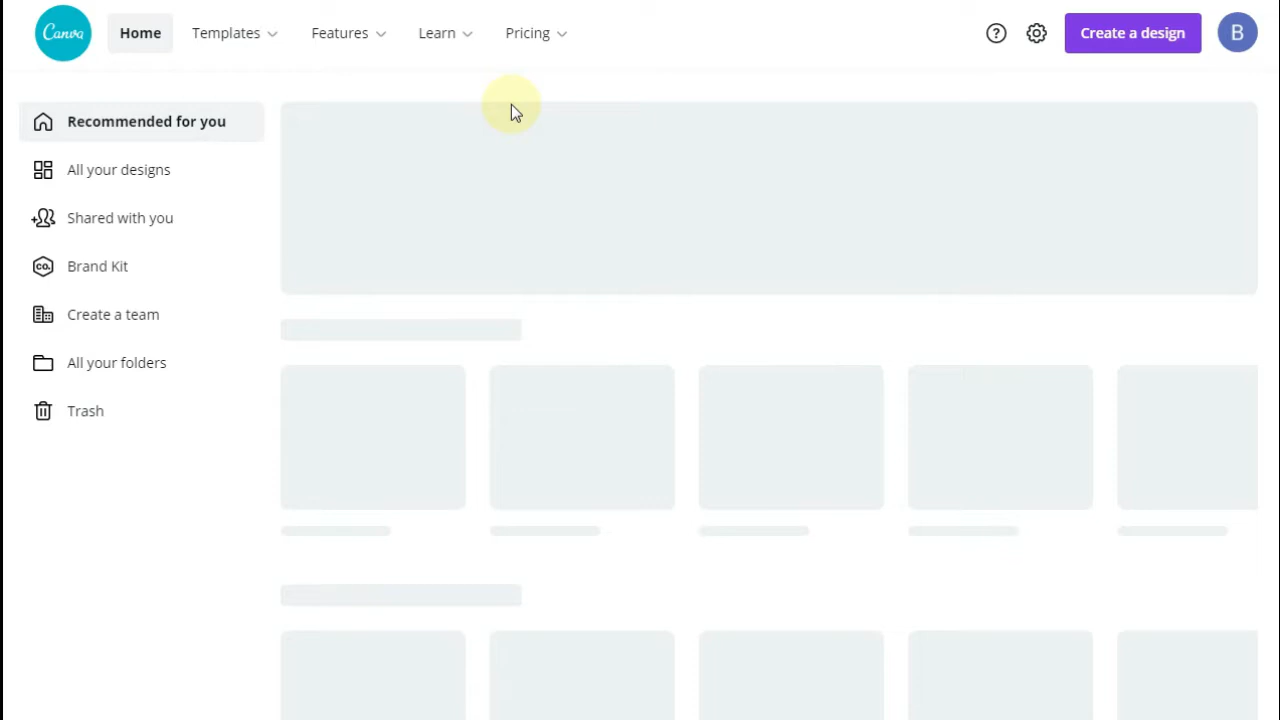 Canva
Home
Templates
Features
Learn
Pricing
?
Create a design
B
Recommended for you
All your designs
Shared with you
co.
Brand Kit
Create a team
All your folders
Trash